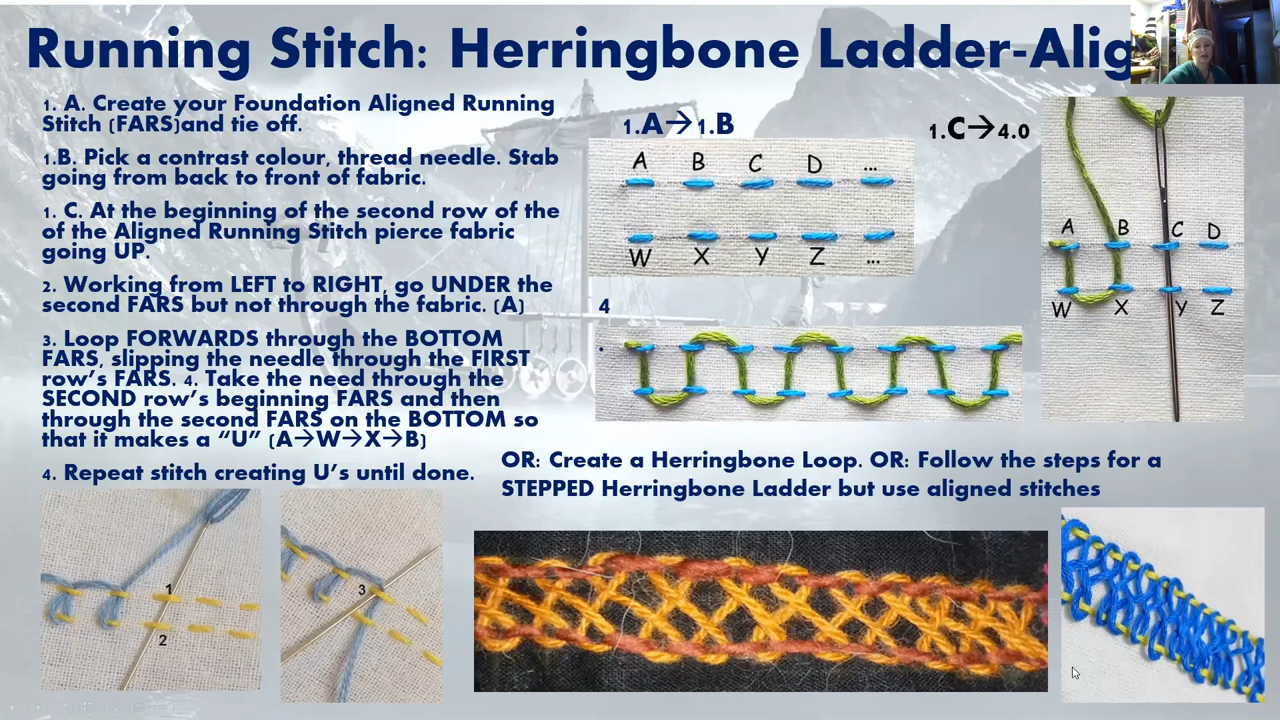 Running Stitch: Herringbone Ladder-Alig
1. A. Create your Foundation Aligned Running
Stitch (FARS)and tie off.
1.B. Pick a contrast colour, thread needle. Stab
going from back to front of fabric.
1. C. At the beginning of the second row of the
of the Aligned Running Stitch pierce fabric
going UP.
2. Working from LEFT to RIGHT, go UNDER the
second FARS but not through the fabric. (A)
3. Loop FORWARDS through the BOTTOM
FARS, slipping the needle through the FIRST
row's FARS. 4. Take the need through the
SECOND row's beginning FARS and then
through the second FARS on the BOTTOM so
that it makes a “U” (A→W→X→B)
4. Repeat stitch creating U's until done.
1.A→1.B
A B C D ...
W X Y Z ...
1.C→4.0
A B C D
W X Y Z
4
.
OR: Create a Herringbone Loop. OR: Follow the steps for a
STEPPED Herringbone Ladder but use aligned stitches
1
2
3